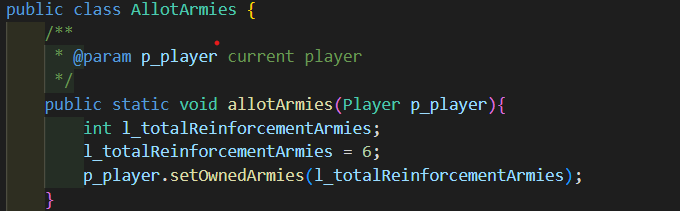 public class AllotArmies {
    /**
     * @param p_player current player
     */
    public static void allotArmies(Player p_player){
        int l_totalReinforcementArmies;
        l_totalReinforcementArmies = 6;
        p_player.setOwnedArmies(l_totalReinforcementArmies);
    }